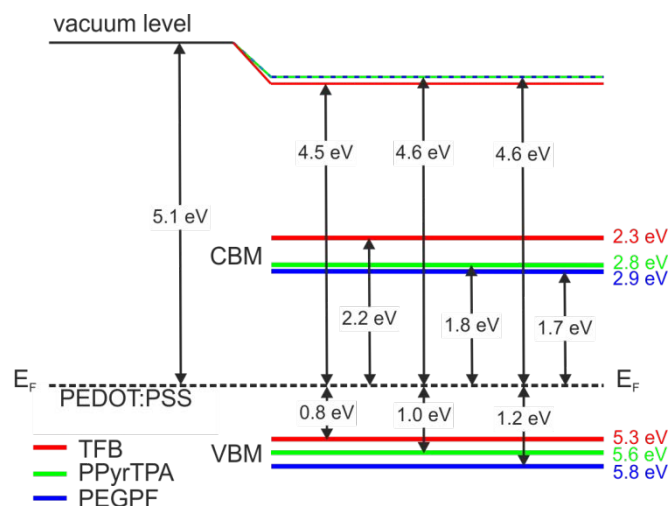 vacuum level
4.5 eV
4.6 eV
4.6 eV
5.1 eV
2.3 eV
CBM
2.8 eV
2.9 eV
2.2 eV
1.8 eV
1.7 eV
E_F
E_F
PEDOT:PSS
0.8 eV
1.0 eV
1.2 eV
TFB
VBM
5.3 eV
PPyrTPA
5.6 eV
5.8 eV
PEGPF